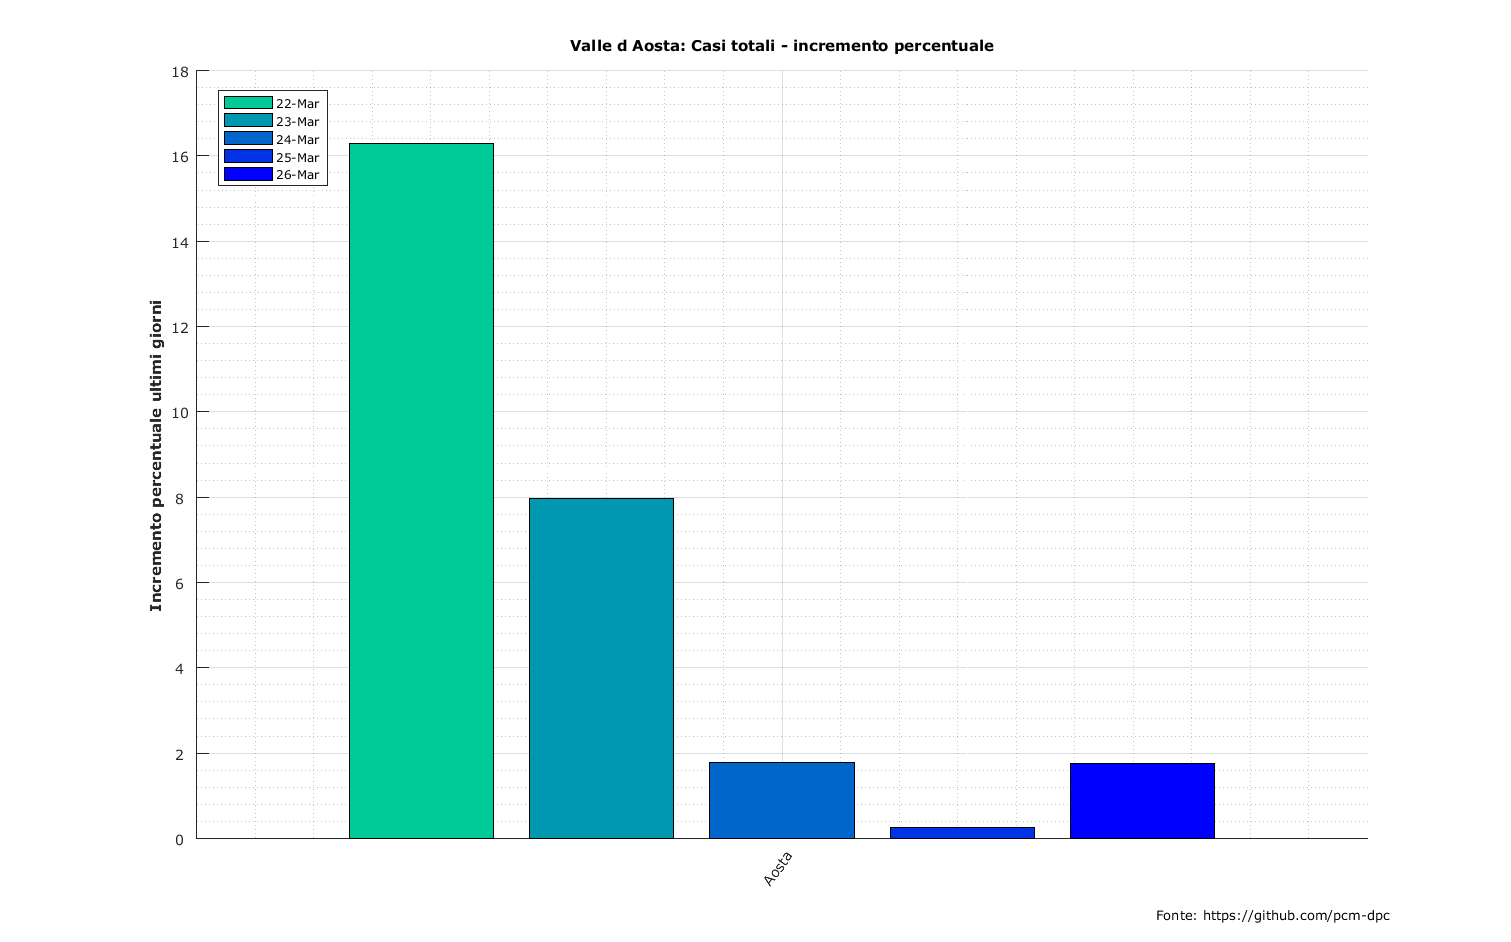 Valle d Aosta: Casi totali - incremento percentuale
18
16
14
12
10
8
6
4
2
0
22-Mar
23-Mar
24-Mar
25-Mar
26-Mar
Incremento percentuale ultimi giorni
Aosta
Fonte: https://github.com/pcm-dpc